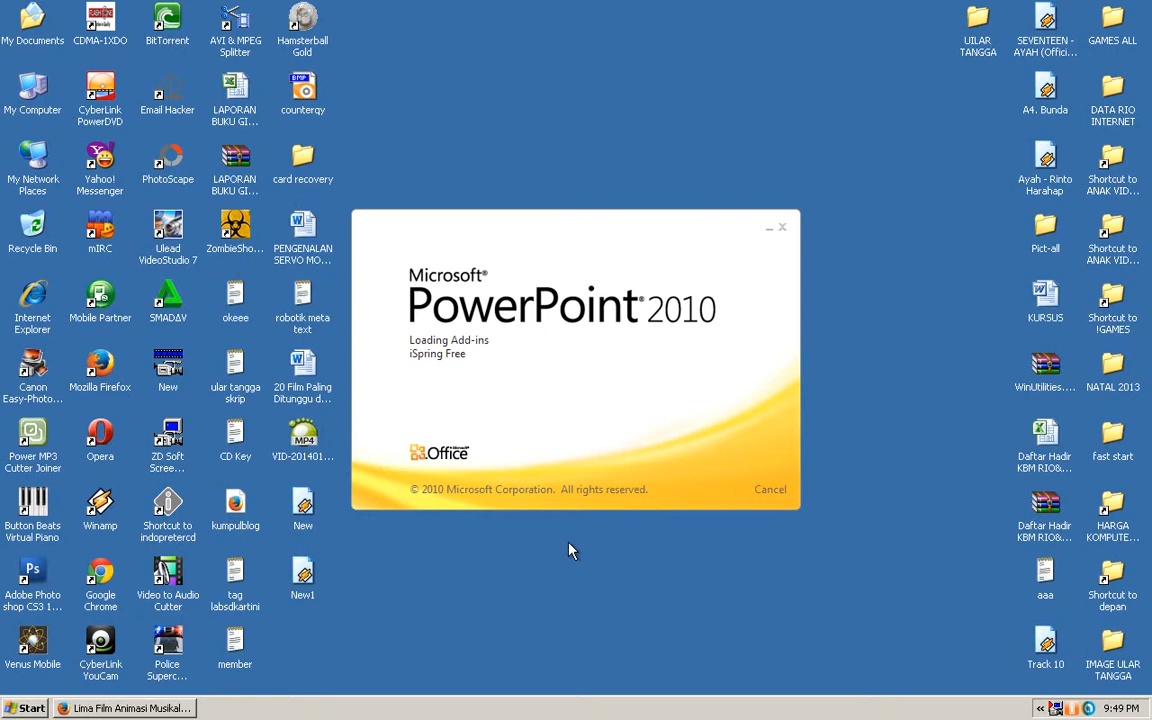 My Documents
CDMA-1XDO
BitTorrent
AVI & MPEG
Splitter
Hamsterball
Gold
My Computer
CyberLink
PowerDVD
Email Hacker
LAPORAN
BUKU GI...
BMP
counterqy
My Network
Places
Yahoo!
Messenger
PhotoScape
LAPORAN
BUKU GI...
card recovery
Recycle Bin
mIRC
Ulead
VideoStudio 7
ZombieSho...
PENGENALAN
SERVO MO...
Internet
Explorer
Mobile Partner
SMADΔV
okeee
robotik meta
text
Canon
Easy-Photo...
Mozilla Firefox
New
ular tangga
skrip
20 Film Paling
Ditunggu d...
Power MP3
Cutter Joiner
Opera
ZD Soft
Scree...
CD Key
MP4
VID-201401...
Button Beats
Virtual Piano
Winamp
Shortcut to
indopretercd
kumpulblog
New
Ps
Adobe Photo
shop CS3 1...
Google
Chrome
Video to Audio
Cutter
tag
labsdkartini
New1
Venus Mobile
CyberLink
YouCam
Police
Superc...
member
Microsoft®
PowerPoint® 2010
Loading Add-ins
iSpring Free
Microsoft®
Office
© 2010 Microsoft Corporation. All rights reserved.
Cancel
UILAR
TANGGA
SEVENTEEN -
AYAH (Offici...
GAMES ALL
A4. Bunda
DATA RIO
INTERNET
Ayah - Rinto
Harahap
Shortcut to
ANAK VID...
Pict-all
Shortcut to
ANAK VID...
KURSUS
Shortcut to
!GAMES
WinUtilities....
NATAL 2013
Daftar Hadir
KBM RIO&...
fast start
Daftar Hadir
KBM RIO&...
HARGA
KOMPUTE...
aaa
Shortcut to
depan
Track 10
IMAGE ULAR
TANGGA
Start
Lima Film Animasi Musikal...
«
9:49 PM